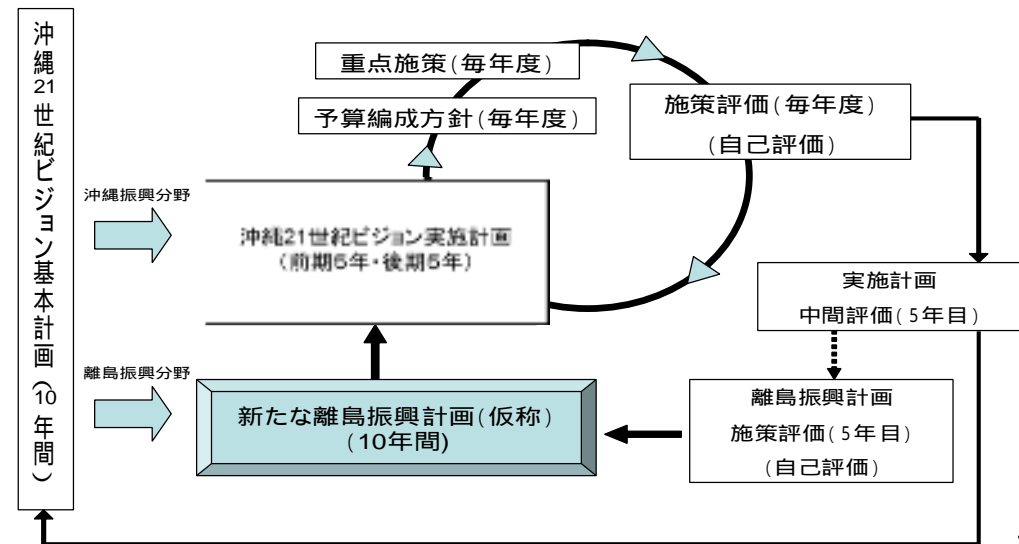 沖縄21世紀ビジョン基本計画(10年間)
重点施策(毎年度)
予算編成方針(毎年度)
施策評価(毎年度)
(自己評価)
沖縄振興分野
沖縄21世紀ビジョン実施計画
(前期5年・後期5年)
実施計画
中間評価(5年目)
離島振興分野
新たな離島振興計画(仮称)
(10年間)
離島振興計画
施策評価(5年目)
(自己評価)